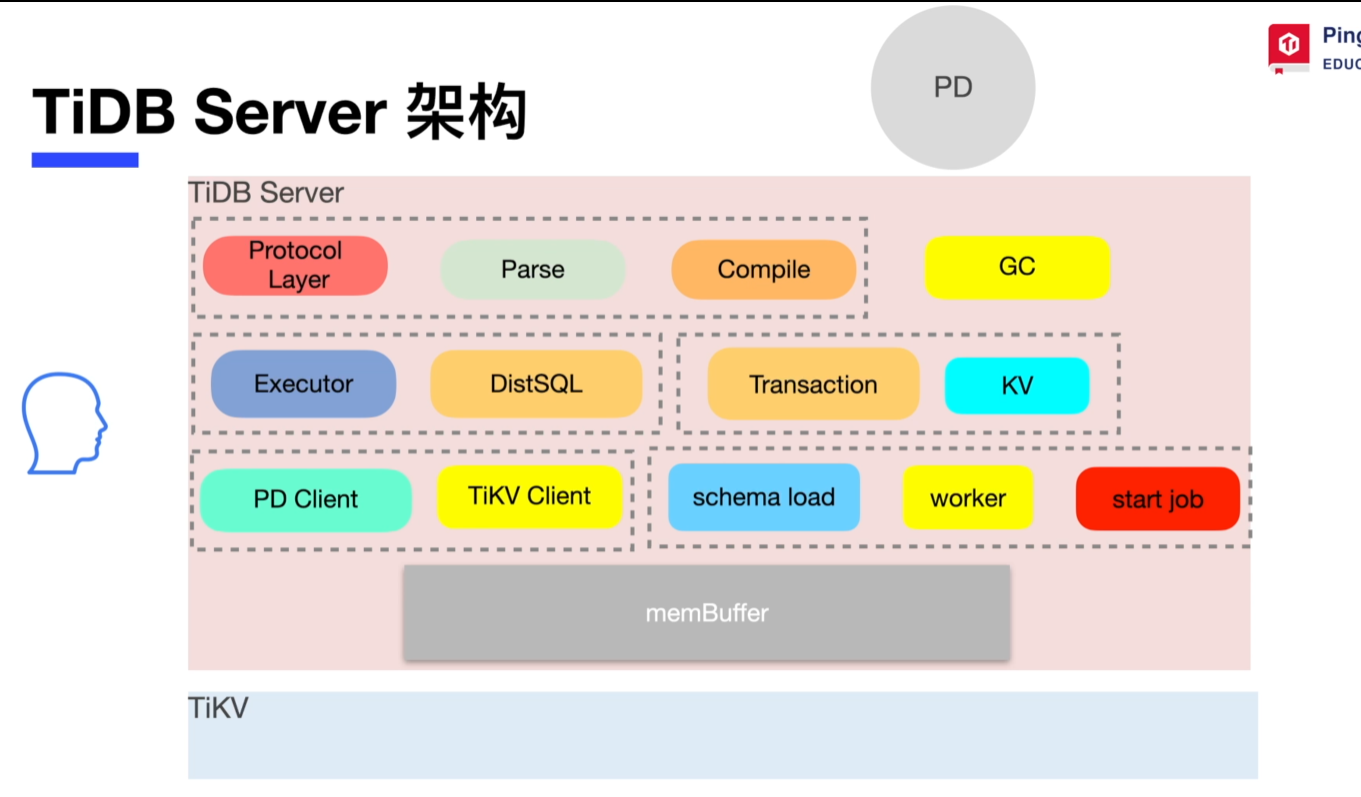 PD
Ping
EDUC
TiDB Server 架构
TiDB Server
Protocol
Layer
Parse
Compile
GC
Executor
DistSQL
Transaction
KV
PD Client
TiKV Client
schema load
worker
start job
memBuffer
TiKV